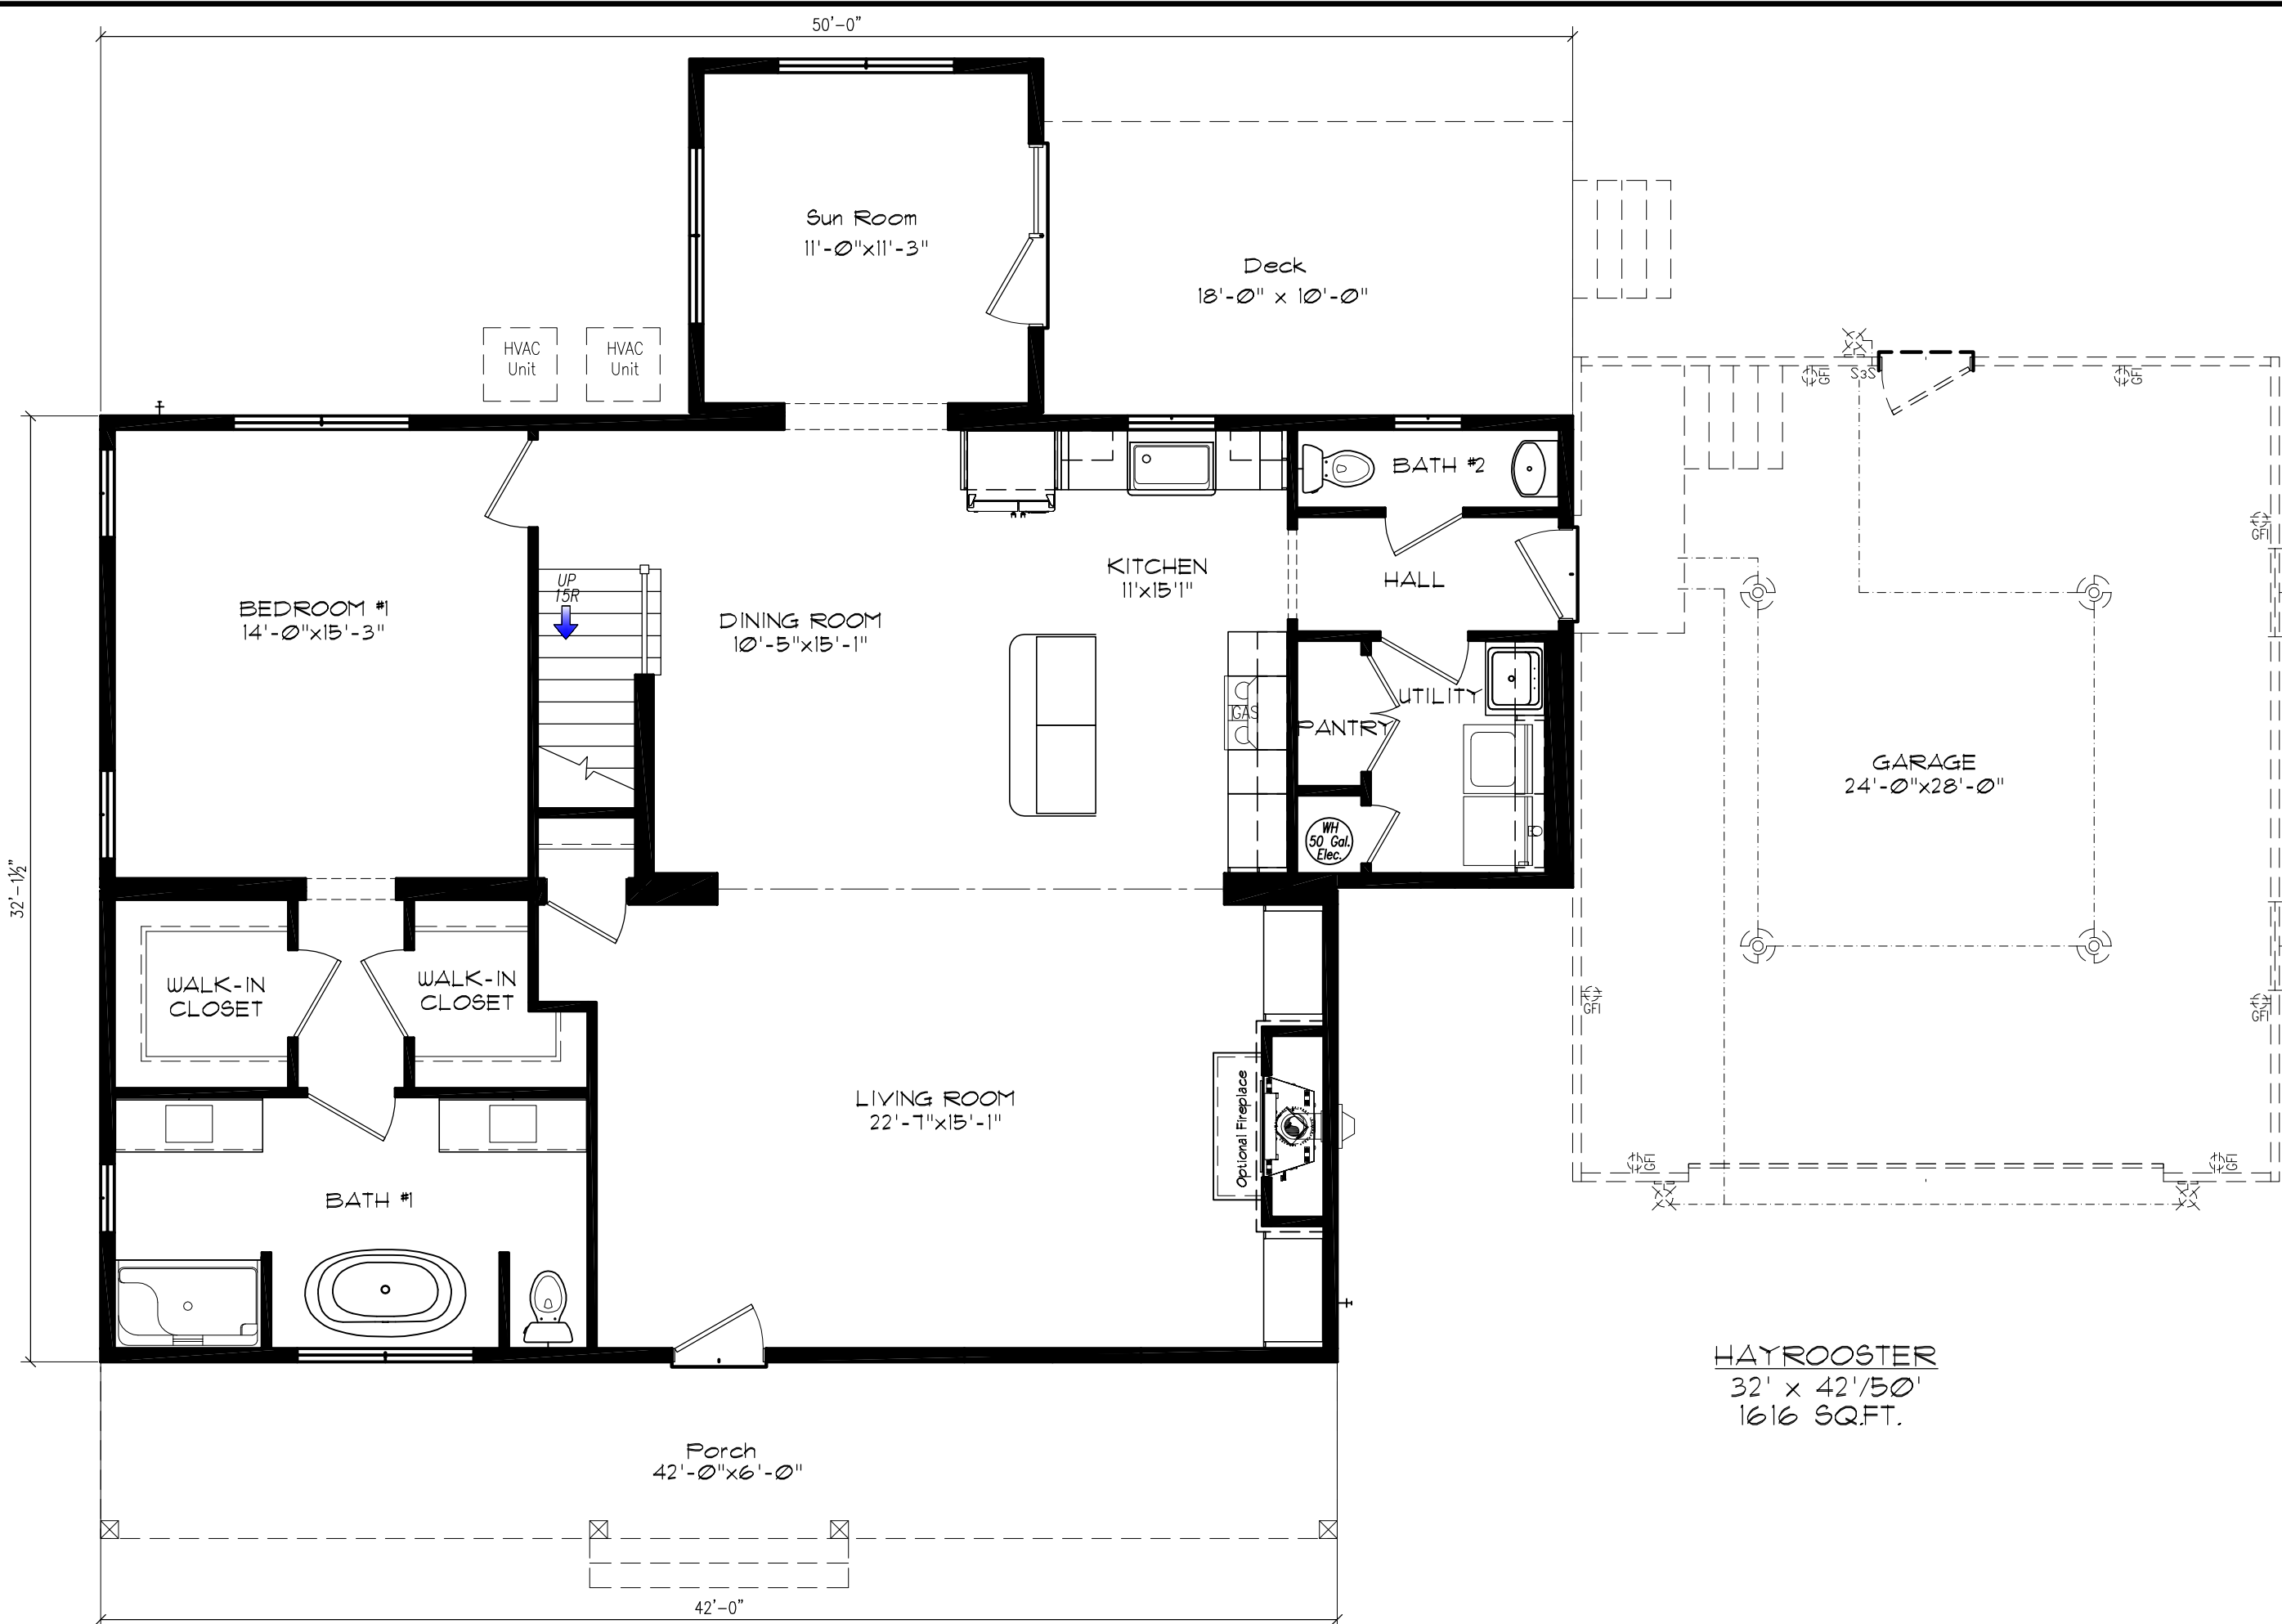 50'-0"
Sun Room
11'-0"x11'-3"
Deck
18'-0" x 10'-0"
HVAC
Unit
HVAC
Unit
S3S
GFI
GFI
BATH #2
UP
15R
KITCHEN
11'x15'1"
HALL
GFI
BEDROOM #1
14'-0"x15'-3"
DINING ROOM
10'-5"x15'-1"
UTILITY
GAS
PANTRY
GARAGE
24'-0"x28'-0"
WH
50 Gal.
Elec.
32'-1½"
WALK-IN
CLOSET
WALK-IN
CLOSET
GFI
GFI
LIVING ROOM
22'-7"x15'-1"
Optional Fireplace
GFI
GFI
BATH #1
HAYROOSTER
32' x 42'/50'
1616 SQ.FT.
Porch
42'-0"x6'-0"
42'-0"